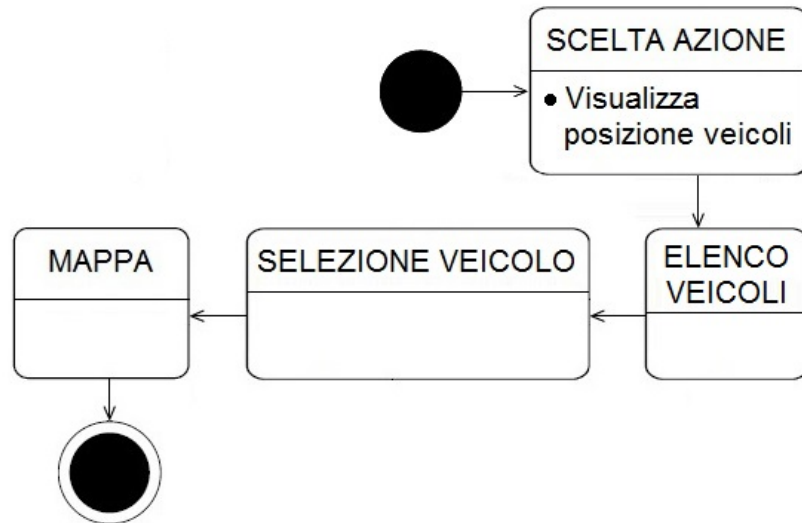 SCELTA AZIONE
• Visualizza
posizione veicoli
MAPPA
SELEZIONE VEICOLO
ELENCO
VEICOLI